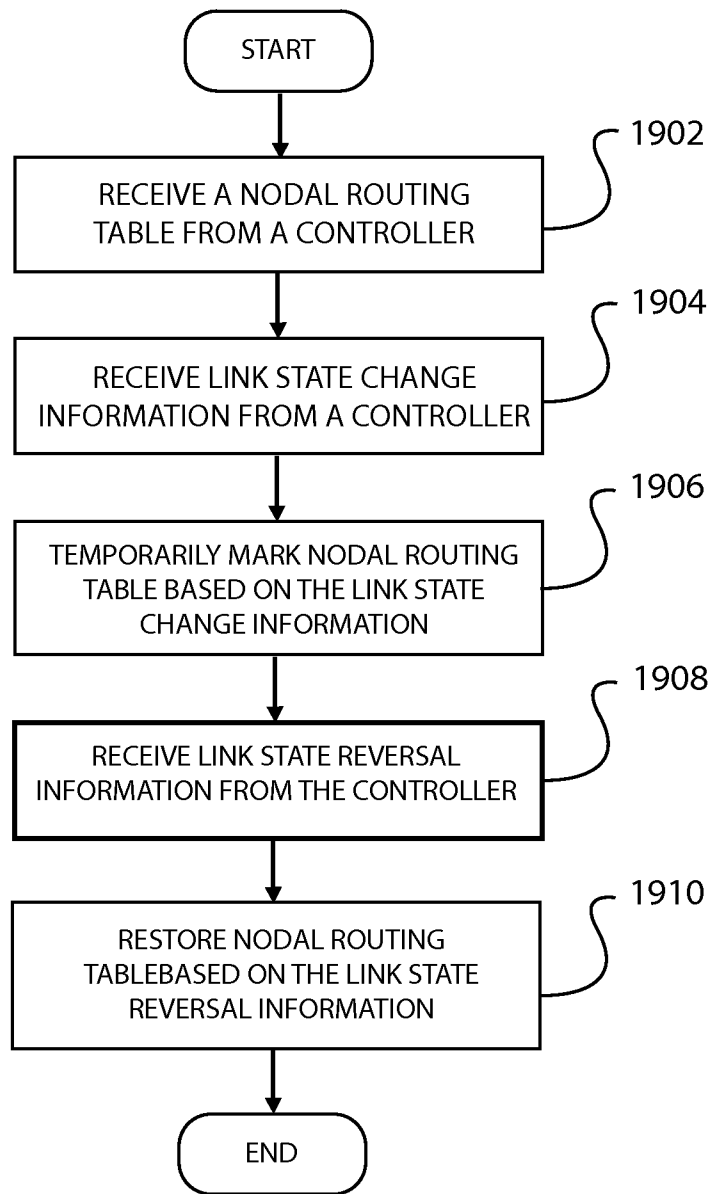 START
1902
RECEIVE A NODAL ROUTING
TABLE FROM A CONTROLLER
1904
RECEIVE LINK STATE CHANGE
INFORMATION FROM A CONTROLLER
1906
TEMPORARILY MARK NODAL ROUTING
TABLE BASED ON THE LINK STATE
CHANGE INFORMATION
1908
RECEIVE LINK STATE REVERSAL
INFORMATION FROM THE CONTROLLER
1910
RESTORE NODAL ROUTING
TABLEBASED ON THE LINK STATE
REVERSAL INFORMATION
END